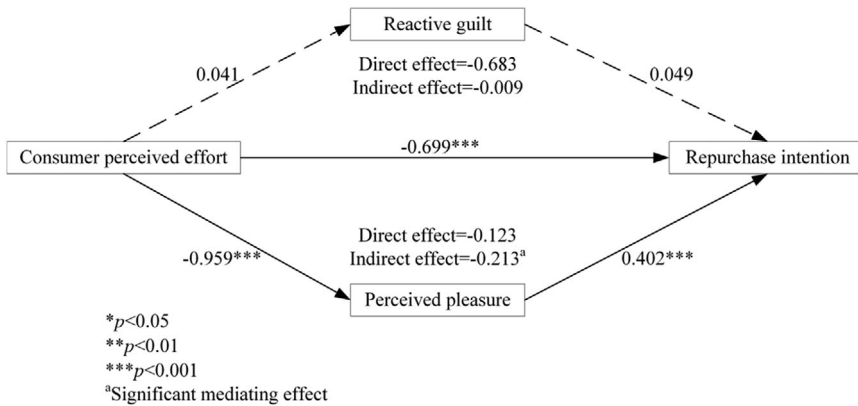 Reactive guilt
Direct effect=-0.683
Indirect effect=-0.009
0.041
0.049
Consumer perceived effort
-0.699***
Repurchase intention
Direct effect=-0.123
Indirect effect=-0.213ᵃ
-0.959***
0.402***
Perceived pleasure
*p<0.05
**p<0.01
***p<0.001
ᵃSignificant mediating effect